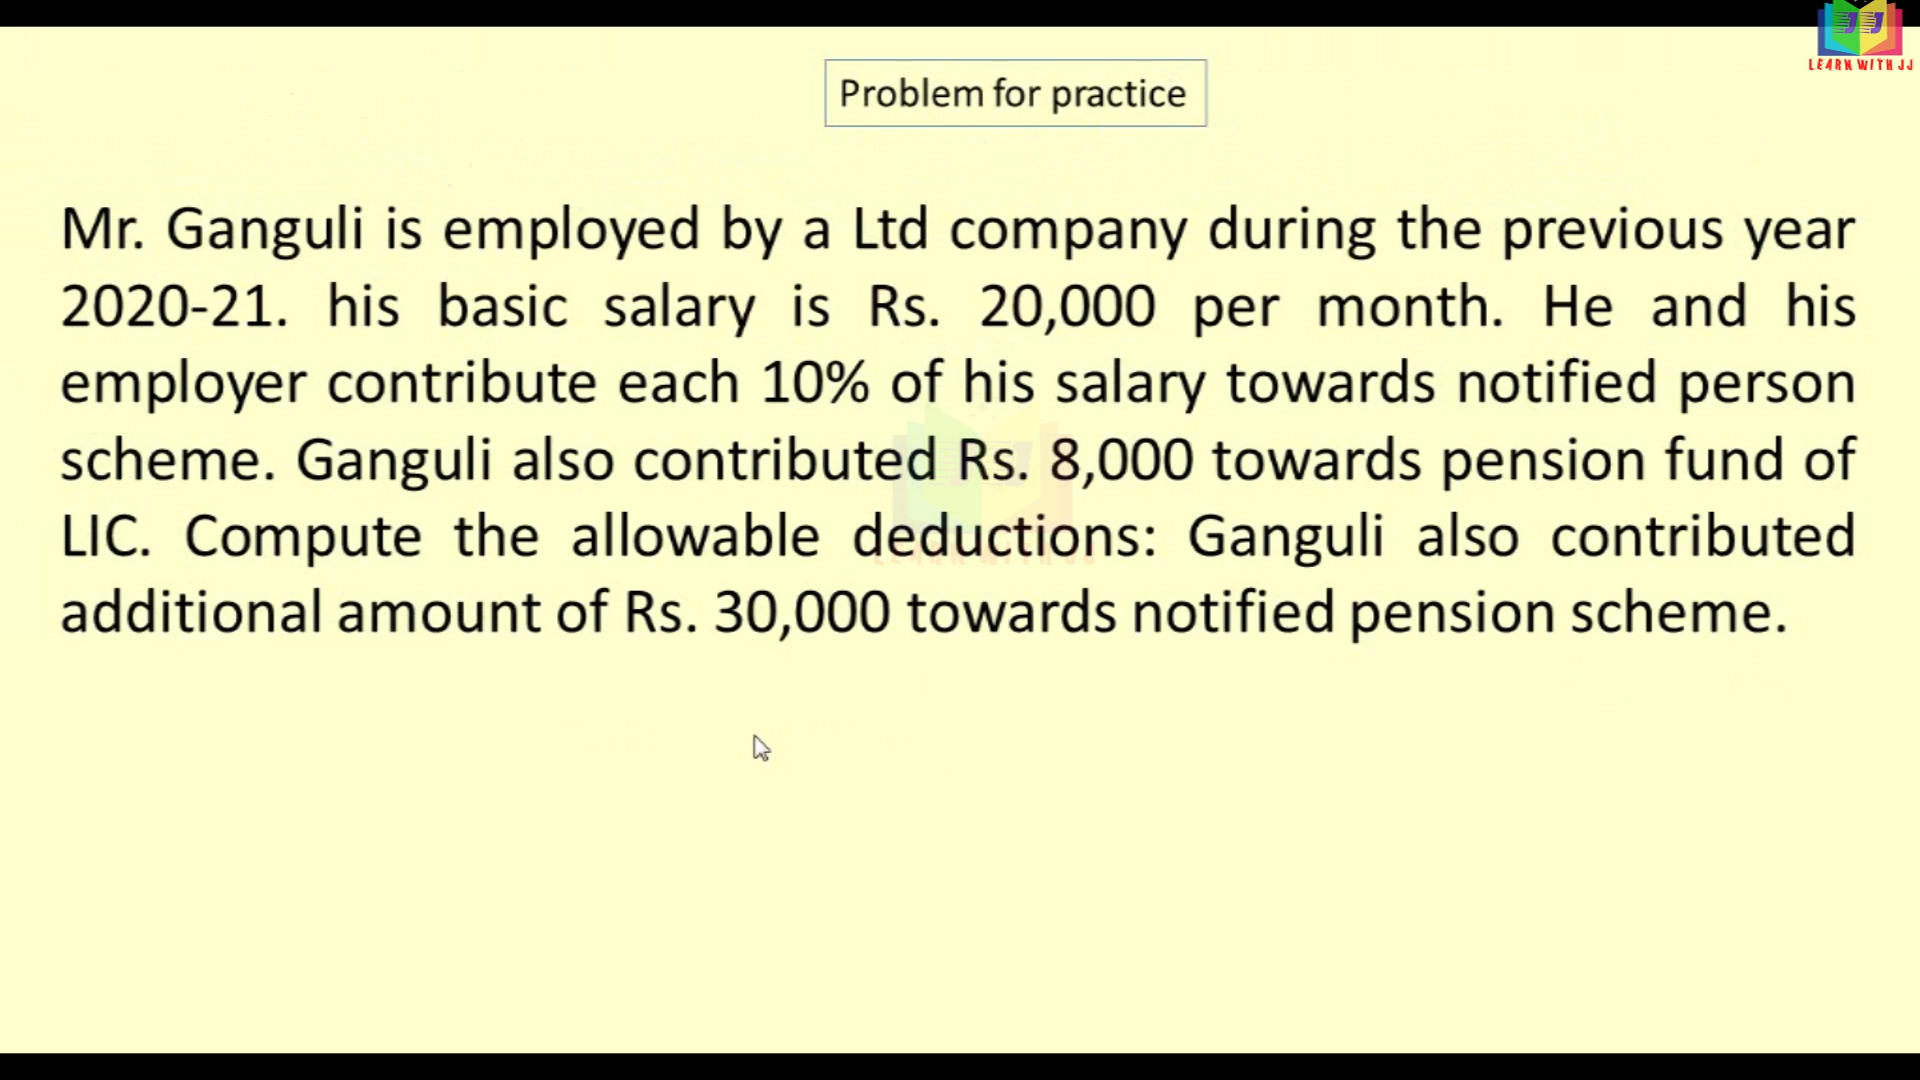 LEARN WITH JJ
Problem for practice
Mr. Ganguli is employed by a Ltd company during the previous year
2020-21. his basic salary is Rs. 20,000 per month. He and his
employer contribute each 10% of his salary towards notified person
scheme. Ganguli also contributed Rs. 8,000 towards pension fund of
LIC. Compute the allowable deductions: Ganguli also contributed
additional amount of Rs. 30,000 towards notified pension scheme.
LEARN WITH JJ